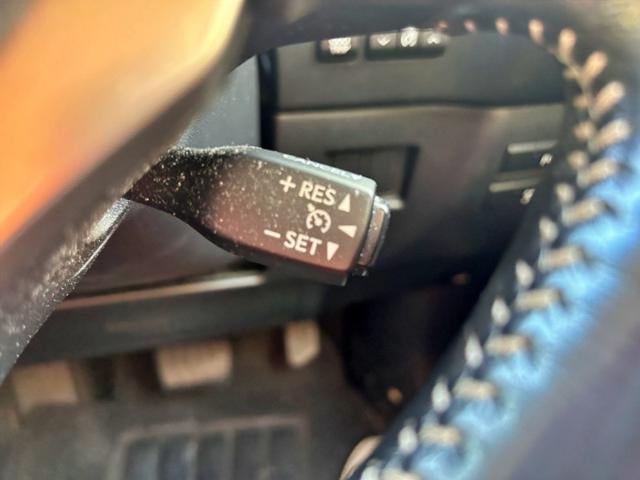 + RES ▲
− SET ▼